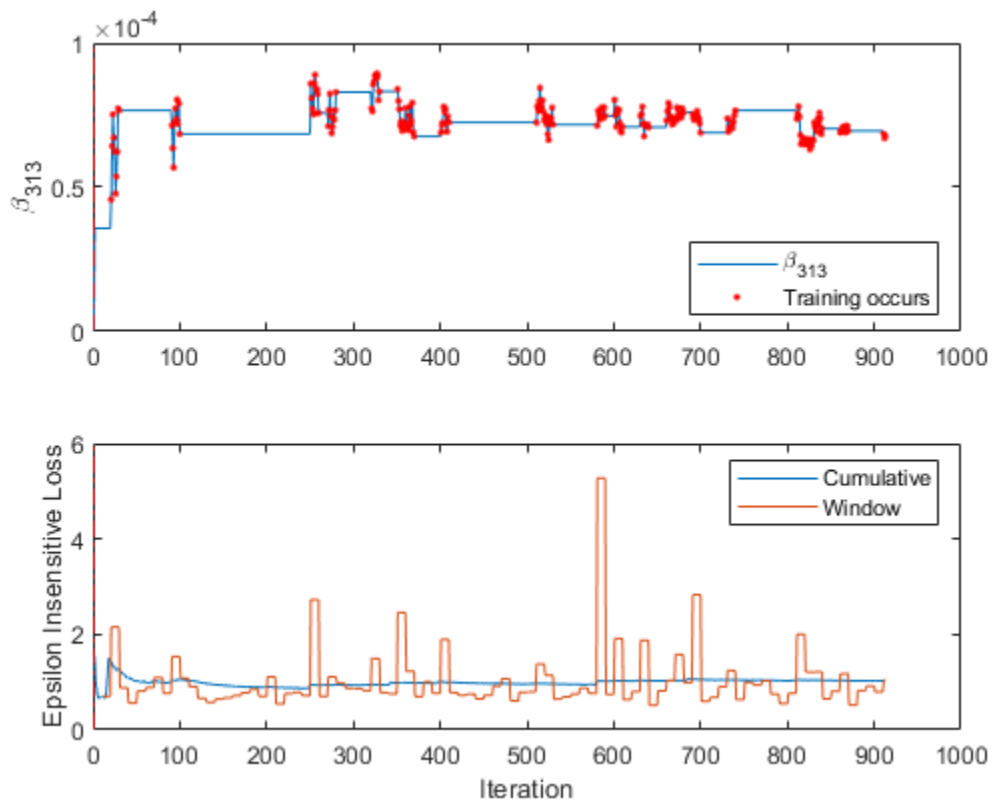 ×10⁻⁴
1
0.5
0
β₃₁₃
β₃₁₃
Training occurs
0 100 200 300 400 500 600 700 800 900 1000
6
4
2
0
Epsilon Insensitive Loss
Cumulative
Window
0 100 200 300 400 500 600 700 800 900 1000
Iteration